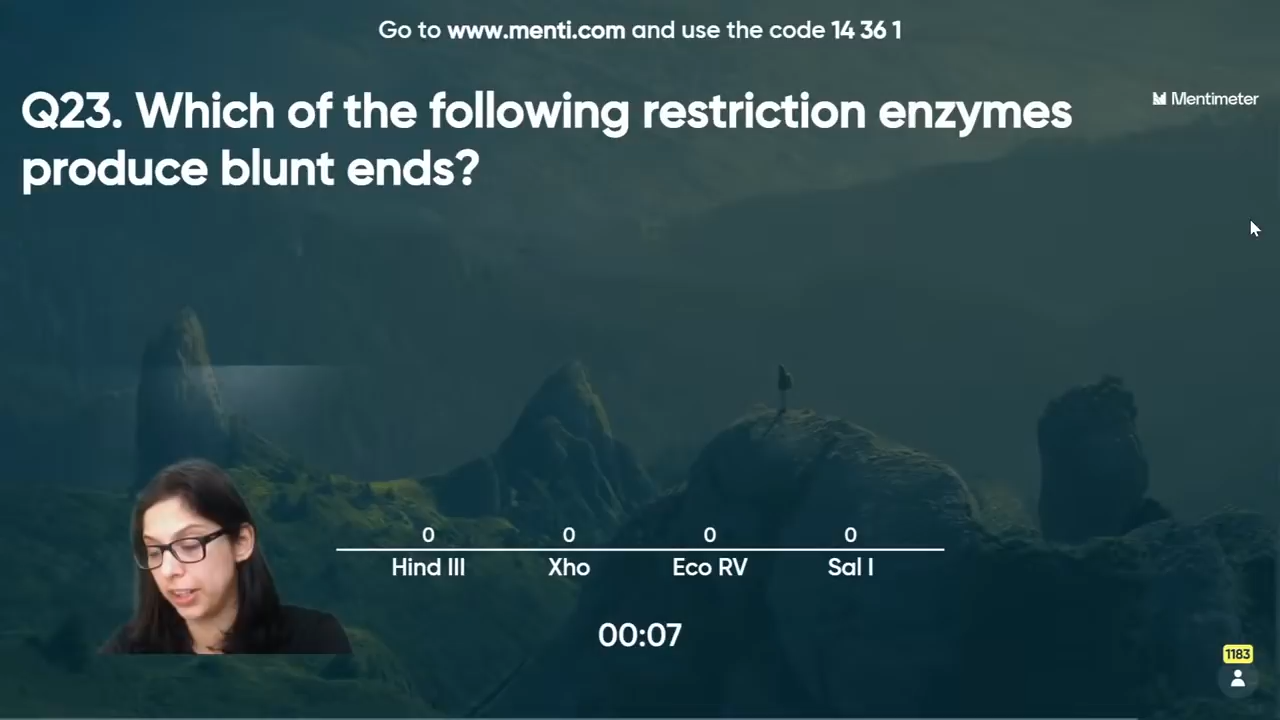 Go to www.menti.com and use the code 14 36 1
Q23. Which of the following restriction enzymes
produce blunt ends?
Mentimeter
0 0 0 0
Hind III Xho Eco RV Sal I
00:07
1183